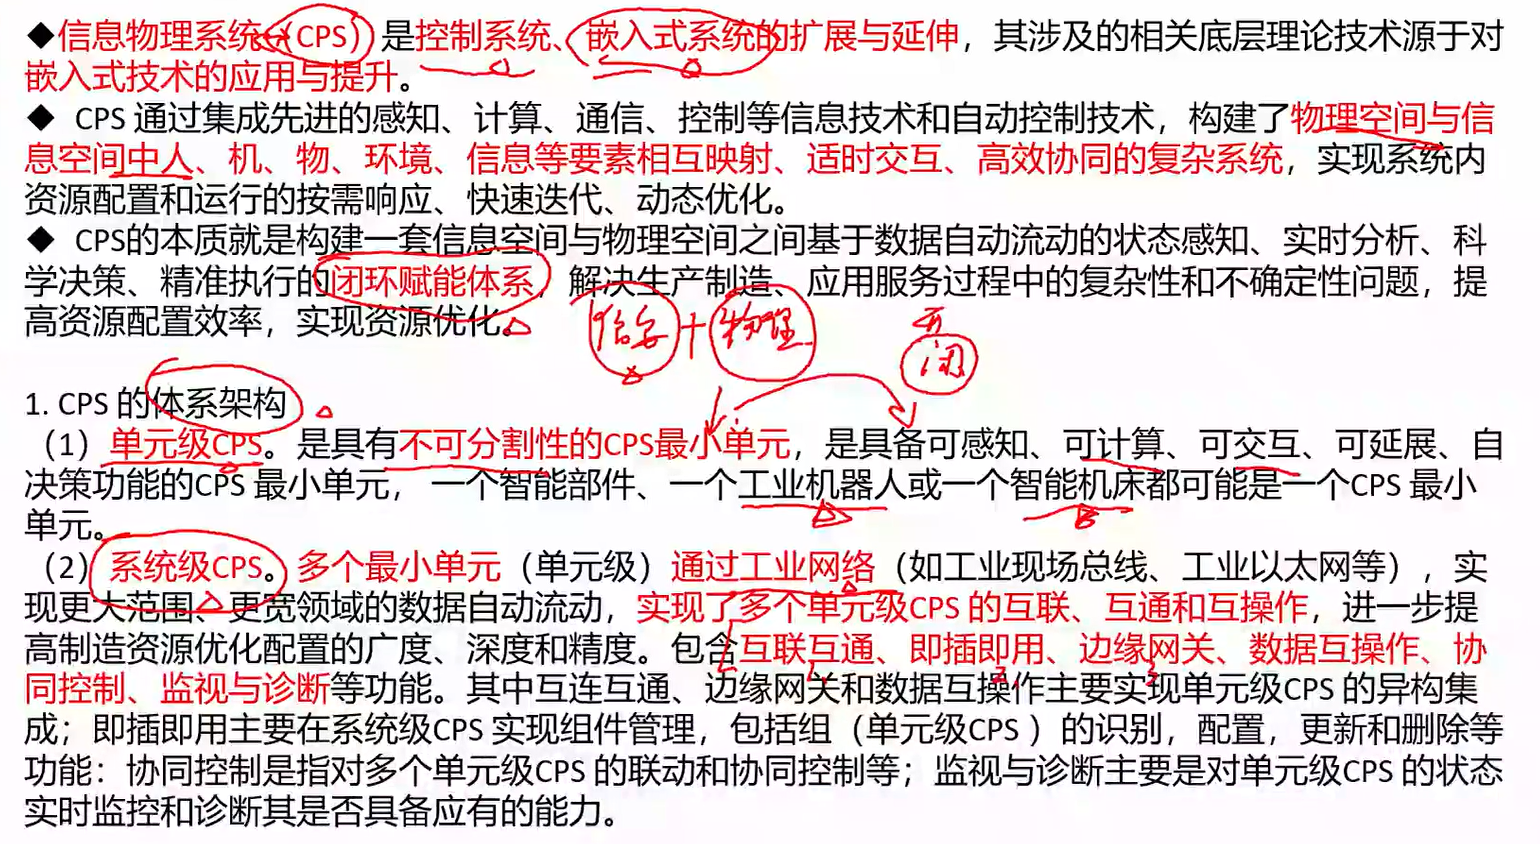 ◆信息物理系统（CPS）是控制系统、嵌入式系统的扩展与延伸，其涉及的相关底层理论技术源于对
嵌入式技术的应用与提升。
◆ CPS 通过集成先进的感知、计算、通信、控制等信息技术和自动控制技术，构建了物理空间与信
息空间中人、机、物、环境、信息等要素相互映射、适时交互、高效协同的复杂系统，实现系统内
资源配置和运行的按需响应、快速迭代、动态优化。
◆ CPS的本质就是构建一套信息空间与物理空间之间基于数据自动流动的状态感知、实时分析、科
学决策、精准执行的闭环赋能体系，解决生产制造、应用服务过程中的复杂性和不确定性问题，提
高资源配置效率，实现资源优化。
信息+物理
闭
1. CPS 的体系架构
（1）单元级CPS。是具有不可分割性的CPS最小单元，是具备可感知、可计算、可交互、可延展、自
决策功能的CPS 最小单元，一个智能部件、一个工业机器人或一个智能机床都可能是一个CPS 最小
单元。
（2）系统级CPS。多个最小单元（单元级）通过工业网络（如工业现场总线、工业以太网等），实
现更大范围、更宽领域的数据自动流动，实现了多个单元级CPS 的互联、互通和互操作，进一步提
高制造资源优化配置的广度、深度和精度。包含互联互通、即插即用、边缘网关、数据互操作、协
同控制、监视与诊断等功能。其中互连互通、边缘网关和数据互操作主要实现单元级CPS 的异构集
成；即插即用主要在系统级CPS 实现组件管理，包括组（单元级CPS ）的识别，配置，更新和删除等
功能：协同控制是指对多个单元级CPS 的联动和协同控制等；监视与诊断主要是对单元级CPS 的状态
实时监控和诊断其是否具备应有的能力。